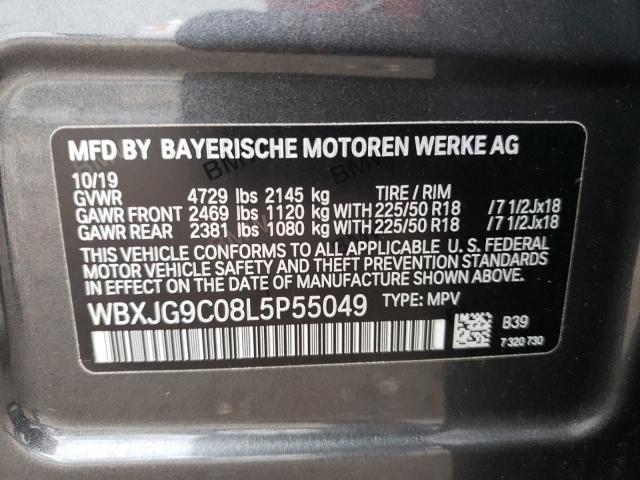 MFD BY BAYERISCHE MOTOREN WERKE AG
10/19
GVWR 4729 lbs 2145 kg TIRE / RIM
GAWR FRONT 2469 lbs 1120 kg WITH 225/50 R18 /7 1/2Jx18
GAWR REAR 2381 lbs 1080 kg WITH 225/50 R18 /7 1/2Jx18
THIS VEHICLE CONFORMS TO ALL APPLICABLE U. S. FEDERAL
MOTOR VEHICLE SAFETY AND THEFT PREVENTION STANDARDS
IN EFFECT ON THE DATE OF MANUFACTURE SHOWN ABOVE.
WBXJG9C08L5P55049 TYPE: MPV
B39
7 320 730